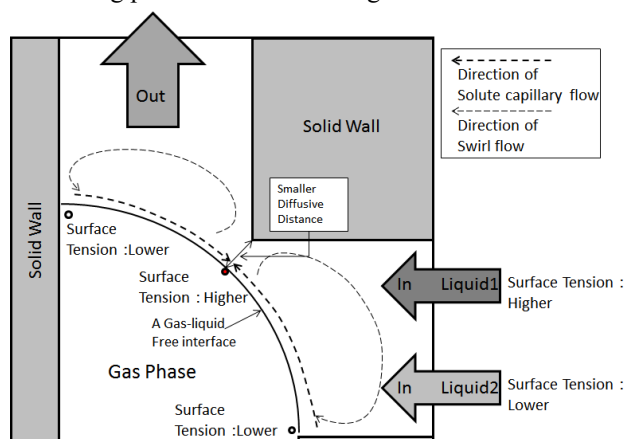 Out
Solid Wall
Solid Wall
Direction of
Solute capillary flow
Direction of
Swirl flow
Smaller
Diffusive
Distance
Surface
Tension :Lower
Surface
Tension : Higher
A Gas-liquid
Free interface
Gas Phase
Surface
Tension :Lower
In Liquid1
Surface Tension :
Higher
In Liquid2
Surface Tension :
Lower